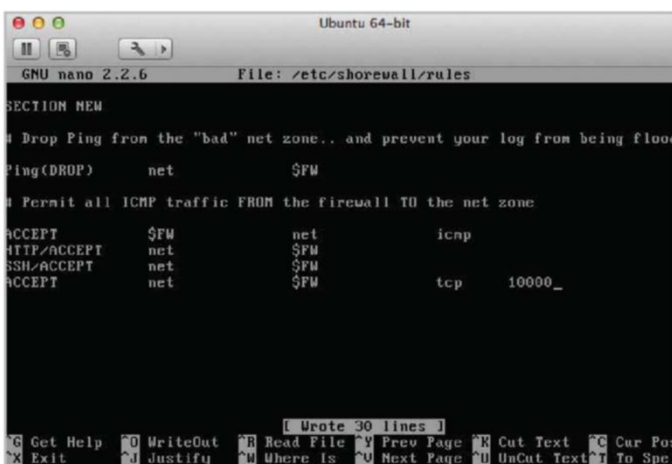 Ubuntu 64-bit
GNU nano 2.2.6 File: /etc/shorewall/rules
SECTION NEW
# Drop Ping from the "bad" net zone.. and prevent your log from being flood
Ping(DROP) net $FW
# Permit all ICMP traffic FROM the firewall TO the net zone
ACCEPT $FW net icmp
HTTP/ACCEPT net $FW
SSH/ACCEPT net $FW
ACCEPT net $FW tcp 10000_
[ Wrote 30 lines ]
^G Get Help ^O WriteOut ^R Read File ^Y Prev Page ^K Cut Text ^C Cur Pos
^X Exit ^J Justify ^W Where Is ^V Next Page ^U UnCut Text ^T To Spe